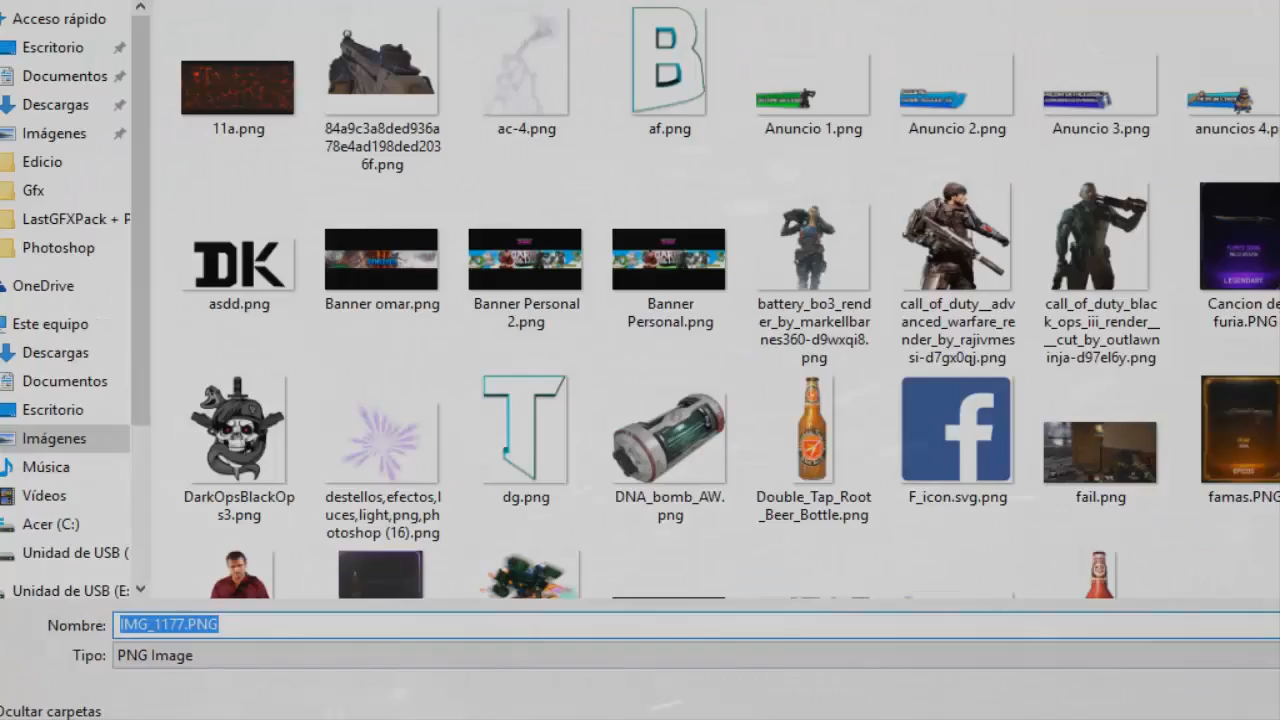 Acceso rápido
Escritorio
Documentos
Descargas
Imágenes
Edicio
Gfx
LastGFXPack + P
Photoshop
OneDrive
Este equipo
Descargas
Documentos
Escritorio
Imágenes
Música
Vídeos
Acer (C:)
Unidad de USB (
Unidad de USB (E:
11a.png
84a9c3a8ded936a
78e4ad198ded203
6f.png
ac-4.png
B
af.png
Anuncio 1.png
Anuncio 2.png
Anuncio 3.png
anuncios 4.p
DK
asdd.png
Banner omar.png
Banner Personal
2.png
Banner
Personal.png
battery_bo3_rend
er_by_markellbar
nes360-d9wxqi8.
png
call_of_duty__adv
anced_warfare_re
nder_by_rajivmes
si-d7gx0qj.png
call_of_duty_blac
k_ops_iii_render__
__cut_by_outlawn
inja-d97el6y.png
LEGENDARY
Cancion de
furia.PNG
DarkOpsBlackOp
s3.png
destellos,efectos,l
uces,light,png,ph
otoshop (16).png
T
dg.png
DNA_bomb_AW.
png
Double_Tap_Root
_Beer_Bottle.png
f
F_icon.svg.png
fail.png
famas.PNG
Nombre: IMG_1177.PNG
Tipo: PNG Image
Ocultar carpetas